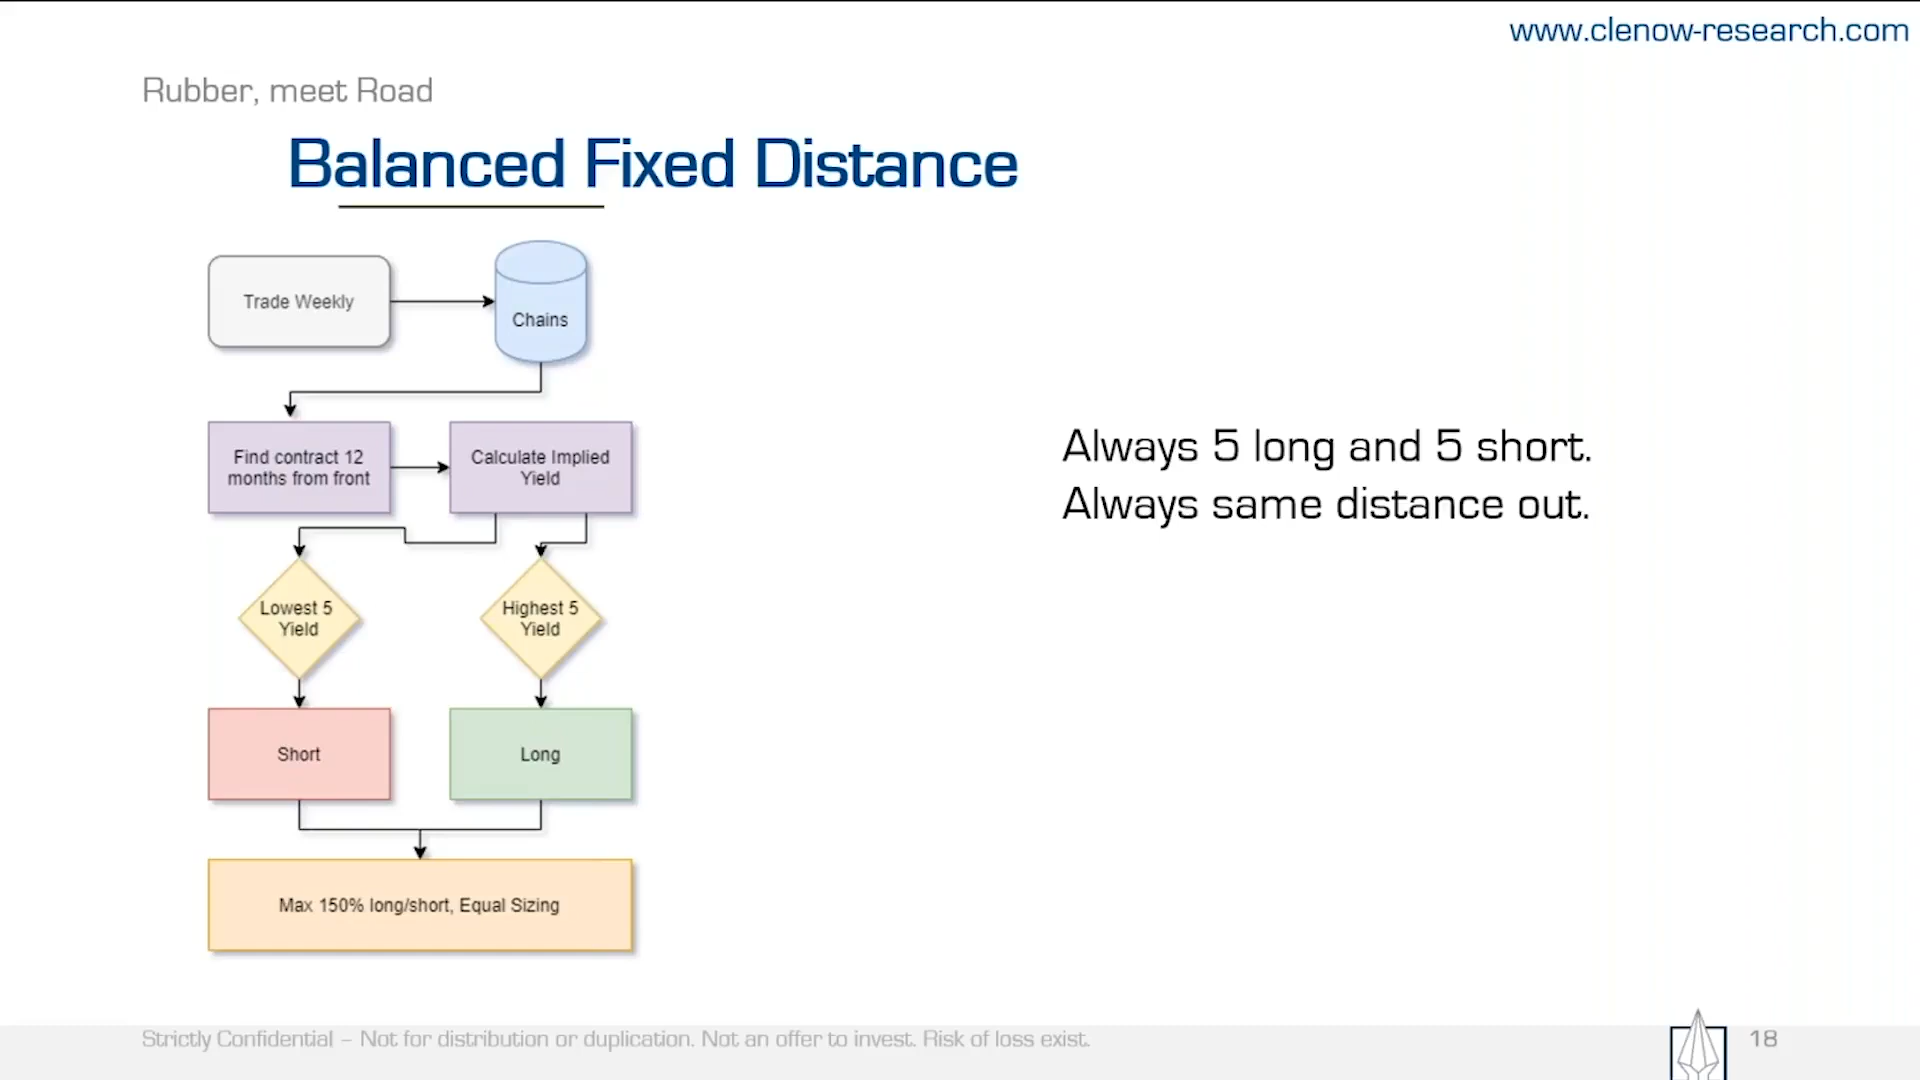 www.clenow-research.com
Rubber, meet Road
Balanced Fixed Distance
Trade Weekly
Chains
Find contract 12
months from front
Calculate Implied
Yield
Lowest 5
Yield
Highest 5
Yield
Short
Long
Max 150% long/short, Equal Sizing
Always 5 long and 5 short.
Always same distance out.
Strictly Confidential – Not for distribution or duplication. Not an offer to invest. Risk of loss exist.
18